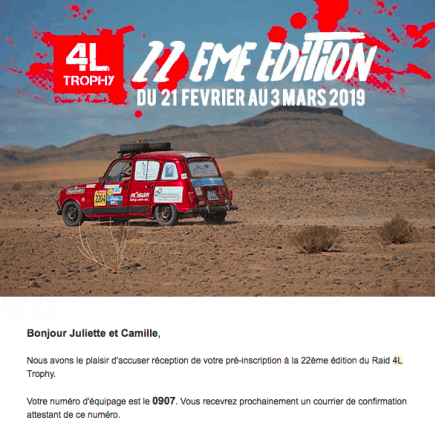 4L
TROPHY
22EME EDITION
DU 21 FEVRIER AU 3 MARS 2019
RÖSLER
Bonjour Juliette et Camille,
Nous avons le plaisir d'accuser réception de votre pré-inscription à la 22ème édition du Raid 4L
Trophy.
Votre numéro d'équipage est le 0907. Vous recevrez prochainement un courrier de confirmation
attestant de ce numéro.